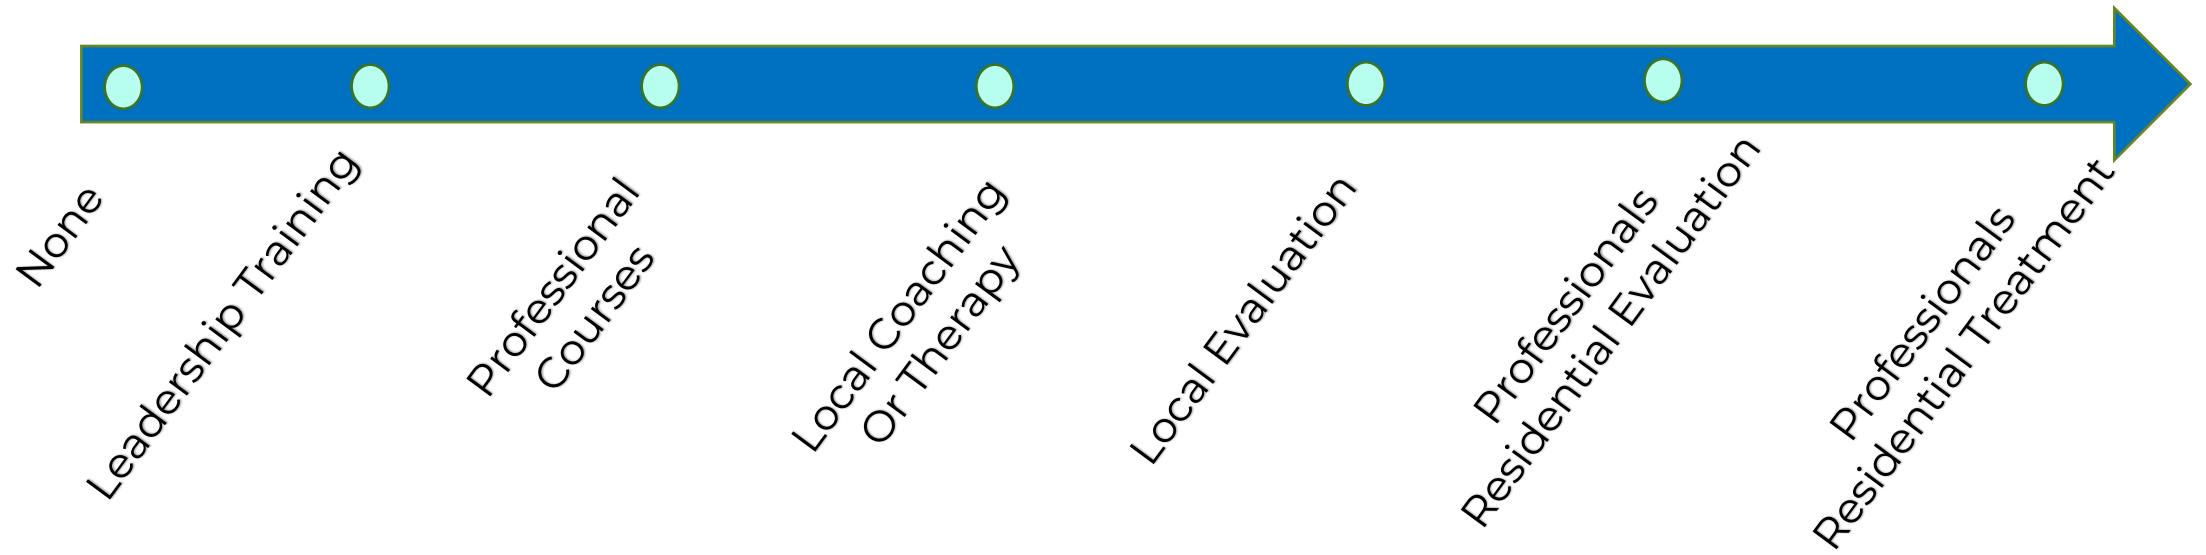 None
Leadership Training
Professional
Courses
Local Coaching
Or Therapy
Local Evaluation
Professionals
Residential Evaluation
Professionals
Residential Treatment